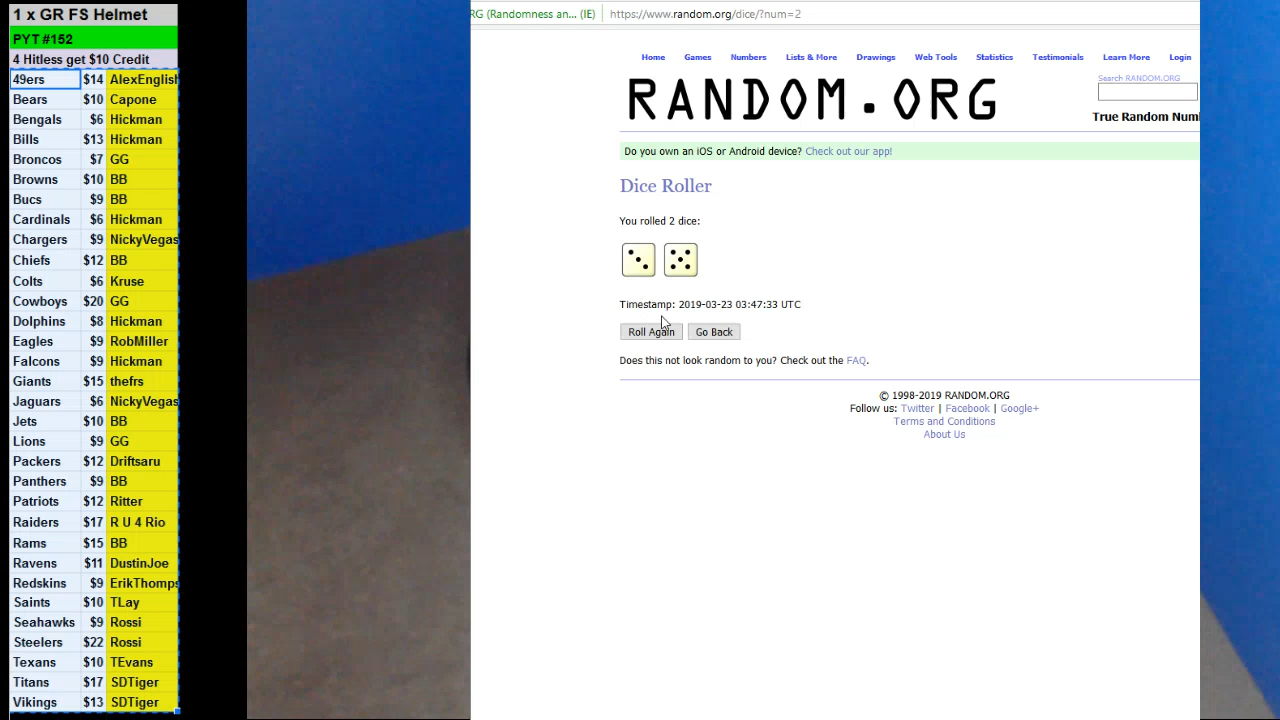 1 x GR FS Helmet
PYT #152
4 Hitless get $10 Credit
49ers $14 AlexEnglish
Bears $10 Capone
Bengals $6 Hickman
Bills $13 Hickman
Broncos $7 GG
Browns $10 BB
Bucs $9 BB
Cardinals $6 Hickman
Chargers $9 NickyVegas
Chiefs $12 BB
Colts $6 Kruse
Cowboys $20 GG
Dolphins $8 Hickman
Eagles $9 RobMiller
Falcons $9 Hickman
Giants $15 thefrs
Jaguars $6 NickyVegas
Jets $10 BB
Lions $9 GG
Packers $12 Driftsaru
Panthers $9 BB
Patriots $12 Ritter
Raiders $17 R U 4 Rio
Rams $15 BB
Ravens $11 DustinJoe
Redskins $9 ErikThomps
Saints $10 TLay
Seahawks $9 Rossi
Steelers $22 Rossi
Texans $10 TEvans
Titans $17 SDTiger
Vikings $13 SDTiger
RG (Randomness an... (IE) https://www.random.org/dice/?num=2
Home Games Numbers Lists & More Drawings Web Tools Statistics Testimonials Learn More Login
RANDOM.ORG
Search RANDOM.ORG
True Random Num
Do you own an iOS or Android device? Check out our app!
Dice Roller
You rolled 2 dice:
Timestamp: 2019-03-23 03:47:33 UTC
Roll Again Go Back
Does this not look random to you? Check out the FAQ.
© 1998-2019 RANDOM.ORG
Follow us: Twitter | Facebook | Google+
Terms and Conditions
About Us